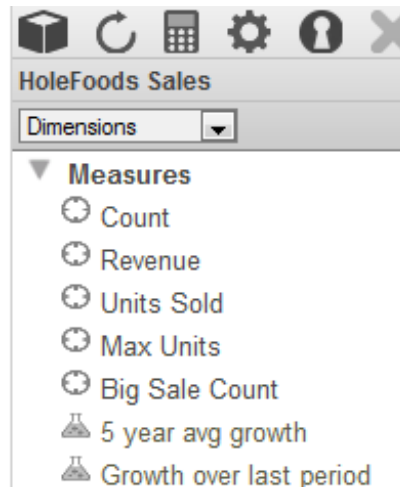 HoleFoods Sales
Dimensions
Measures
Count
Revenue
Units Sold
Max Units
Big Sale Count
5 year avg growth
Growth over last period